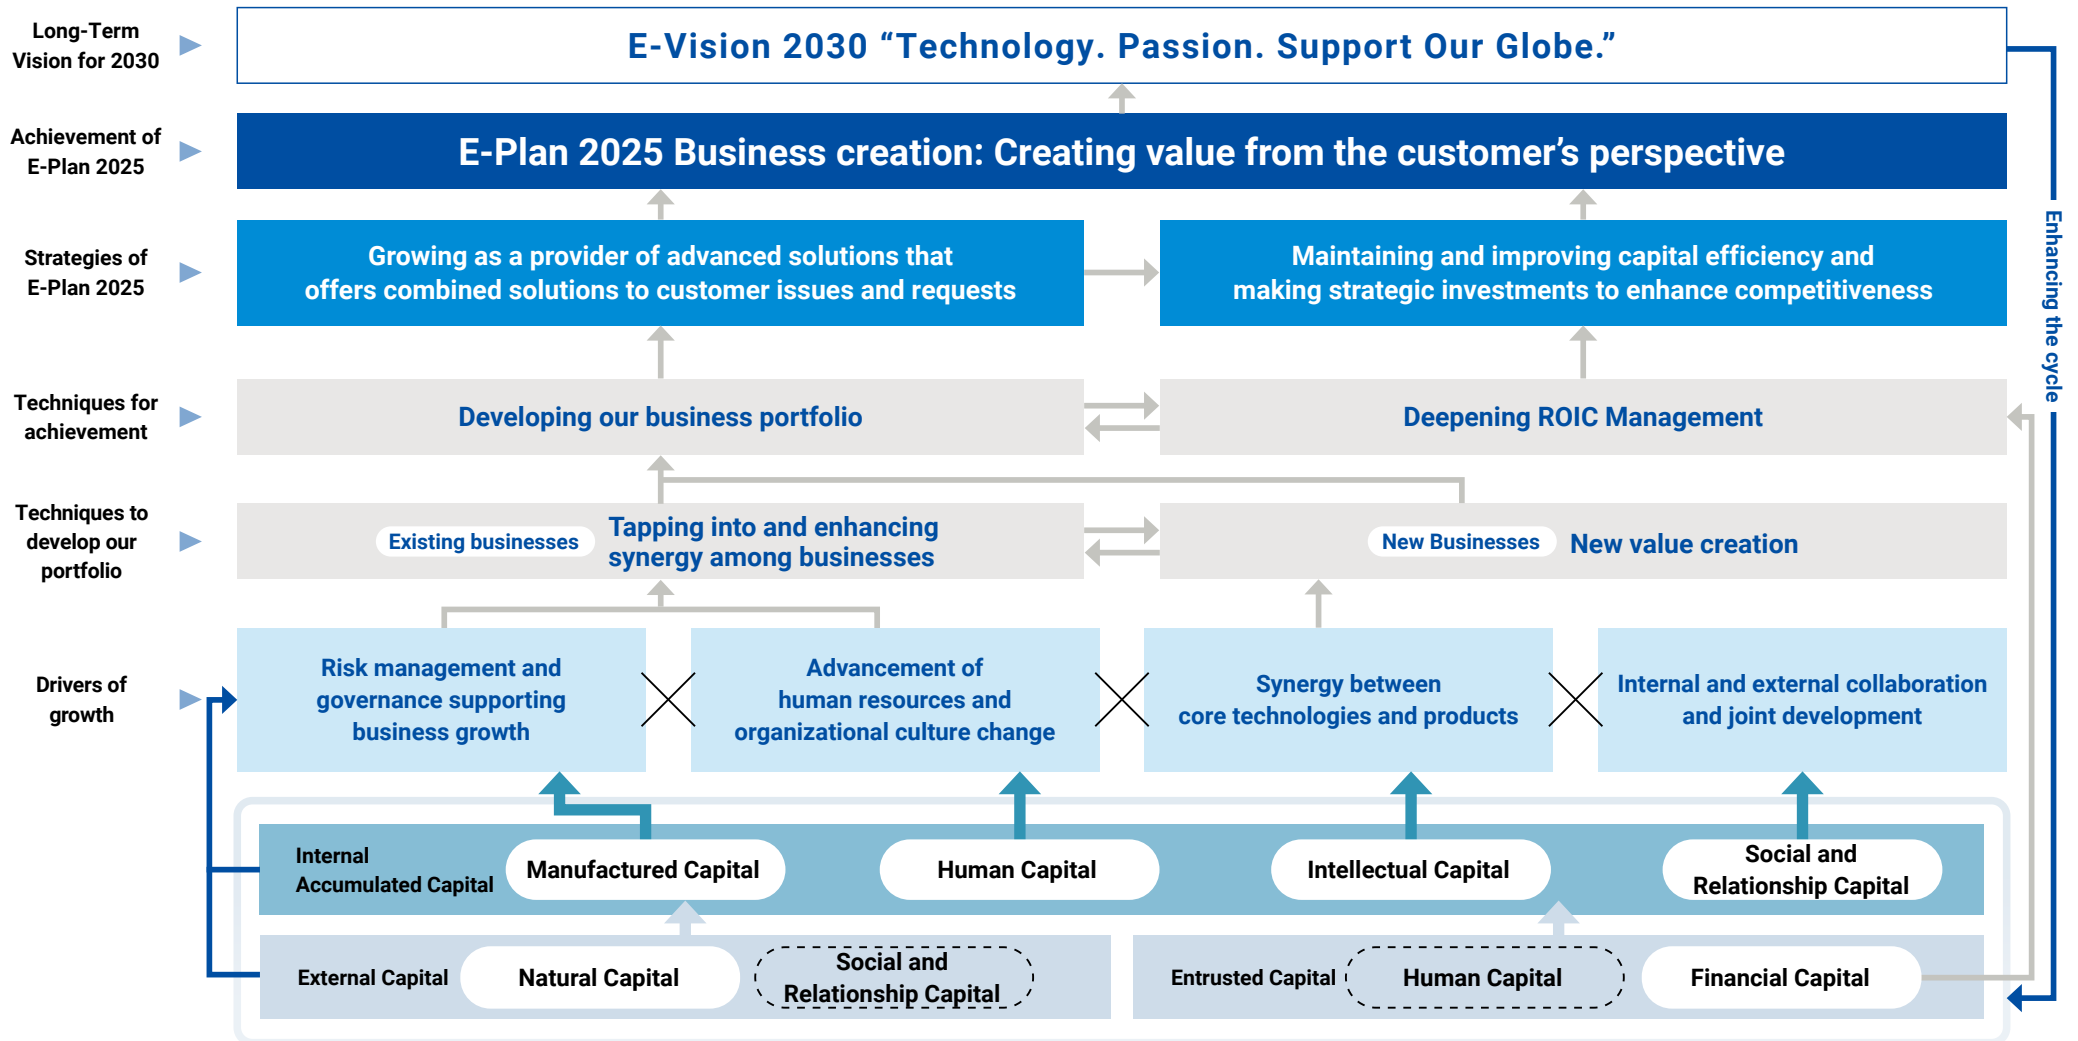 Long-Term
Vision for 2030
E-Vision 2030 “Technology. Passion. Support Our Globe.”
Achievement of
E-Plan 2025
E-Plan 2025 Business creation: Creating value from the customer’s perspective
Strategies of
E-Plan 2025
Growing as a provider of advanced solutions that
offers combined solutions to customer issues and requests
Maintaining and improving capital efficiency and
making strategic investments to enhance competitiveness
Enhancing the cycle
Techniques for
achievement
Developing our business portfolio
Deepening ROIC Management
Techniques to
develop our
portfolio
Existing businesses
Tapping into and enhancing
synergy among businesses
New Businesses
New value creation
Drivers of
growth
Risk management and
governance supporting
business growth
Advancement of
human resources and
organizational culture change
Synergy between
core technologies and products
Internal and external collaboration
and joint development
Internal
Accumulated Capital
Manufactured Capital
Human Capital
Intellectual Capital
Social and
Relationship Capital
External Capital
Natural Capital
Social and
Relationship Capital
Entrusted Capital
Human Capital
Financial Capital